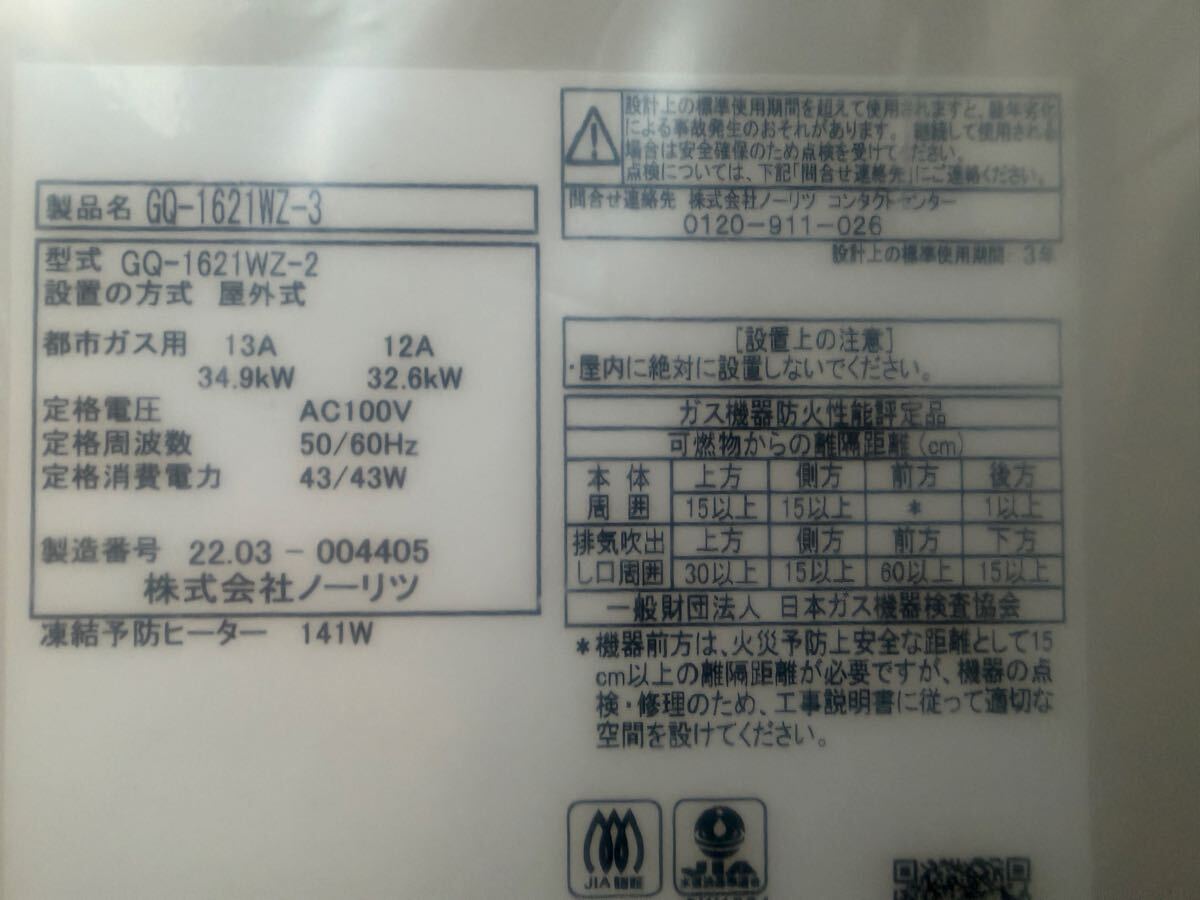 製品名 GQ-1621WZ-3
型式 GQ-1621WZ-2
設置の方式 屋外式
都市ガス用 13A 12A
34.9kW 32.6kW
定格電圧 AC100V
定格周波数 50/60Hz
定格消費電力 43/43W
製造番号 22.03-004405
株式会社ノーリツ
凍結予防ヒーター 141W
設計上の標準使用期間を超えて使用されますと、経年劣化
による事故発生のおそれがあります。 継続して使用される
場合は安全確保のため点検を受けてください。
点検については、下記「問合せ連絡先」にご連絡ください。
問合せ連絡先 株式会社ノーリツ コンタクトセンター
0120-911-026
設計上の標準使用期間 3年
[設置上の注意]
・屋内に絶対に設置しないでください。
ガス機器防火性能評定品
可燃物からの離隔距離(cm)
本体 上方 側方 前方 後方
周囲 15以上 15以上 * 1以上
排気吹出 上方 側方 前方 下方
し口周囲 30以上 15以上 60以上 15以上
一般財団法人 日本ガス機器検査協会
*機器前方は、火災予防上安全な距離として15
cm以上の離隔距離が必要ですが、機器の点
検・修理のため、工事説明書に従って適切な
空間を設けてください。
JIA認証
JIA